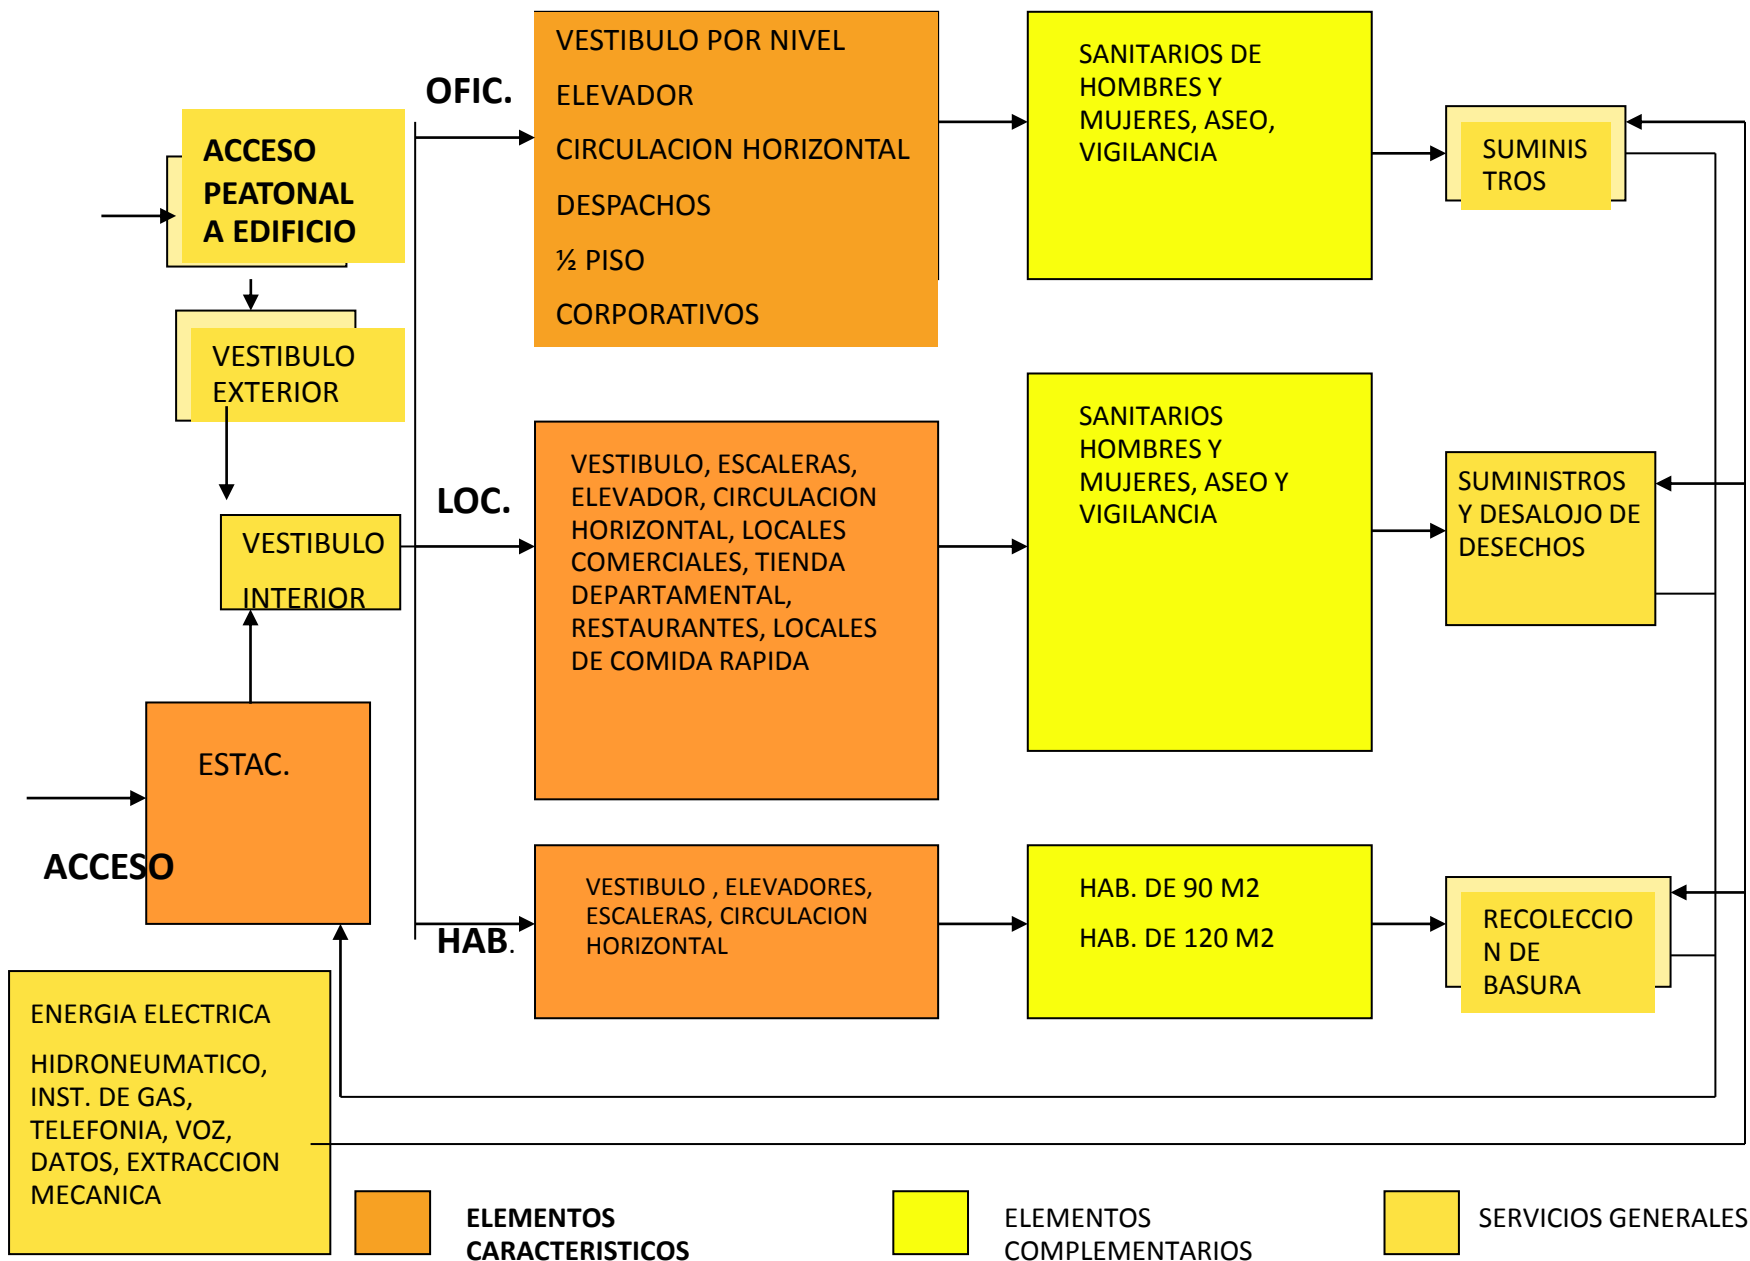 OFIC.
VESTIBULO POR NIVEL
ELEVADOR
CIRCULACION HORIZONTAL
DESPACHOS
½ PISO
CORPORATIVOS
SANITARIOS DE
HOMBRES Y
MUJERES, ASEO,
VIGILANCIA
SUMINIS
TROS
ACCESO
PEATONAL
A EDIFICIO
VESTIBULO
EXTERIOR
VESTIBULO
INTERIOR
LOC.
VESTIBULO, ESCALERAS,
ELEVADOR, CIRCULACION
HORIZONTAL, LOCALES
COMERCIALES, TIENDA
DEPARTAMENTAL,
RESTAURANTES, LOCALES
DE COMIDA RAPIDA
SANITARIOS
HOMBRES Y
MUJERES, ASEO Y
VIGILANCIA
SUMINISTROS
Y DESALOJO DE
DESECHOS
ESTAC.
ACCESO
HAB.
VESTIBULO , ELEVADORES,
ESCALERAS, CIRCULACION
HORIZONTAL
HAB. DE 90 M2
HAB. DE 120 M2
RECOLECCIO
N DE
BASURA
ENERGIA ELECTRICA
HIDRONEUMATICO,
INST. DE GAS,
TELEFONIA, VOZ,
DATOS, EXTRACCION
MECANICA
ELEMENTOS
CARACTERISTICOS
ELEMENTOS
COMPLEMENTARIOS
SERVICIOS GENERALES